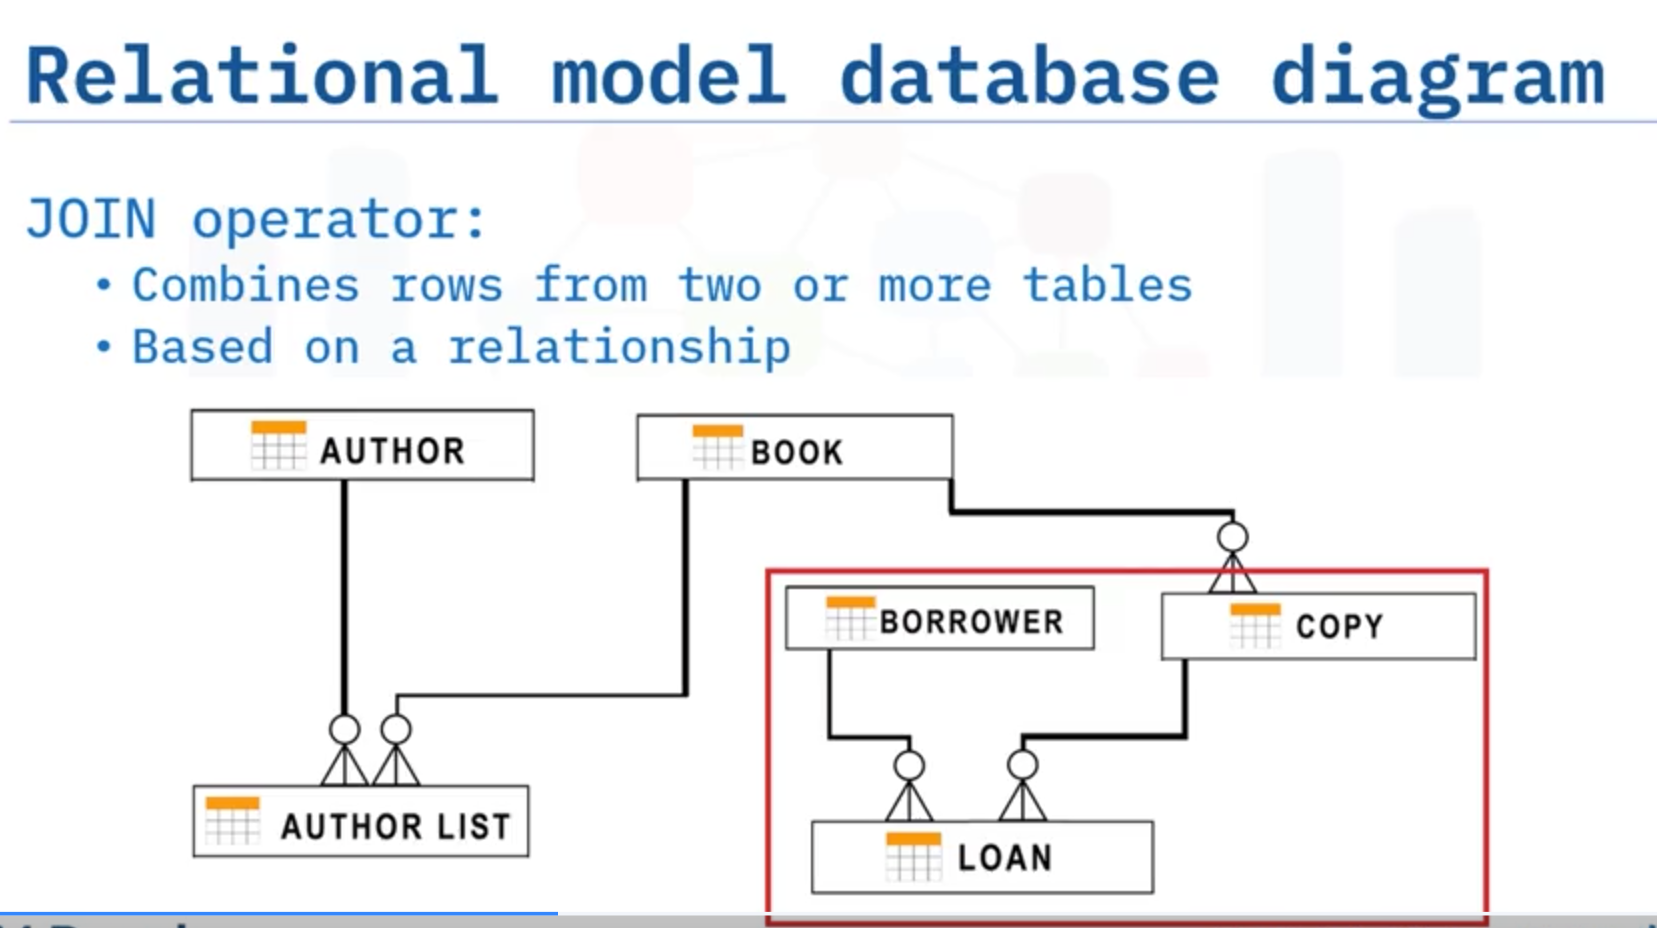 Relational model database diagram
JOIN operator:
• Combines rows from two or more tables
• Based on a relationship
AUTHOR
BOOK
BORROWER
COPY
AUTHOR LIST
LOAN